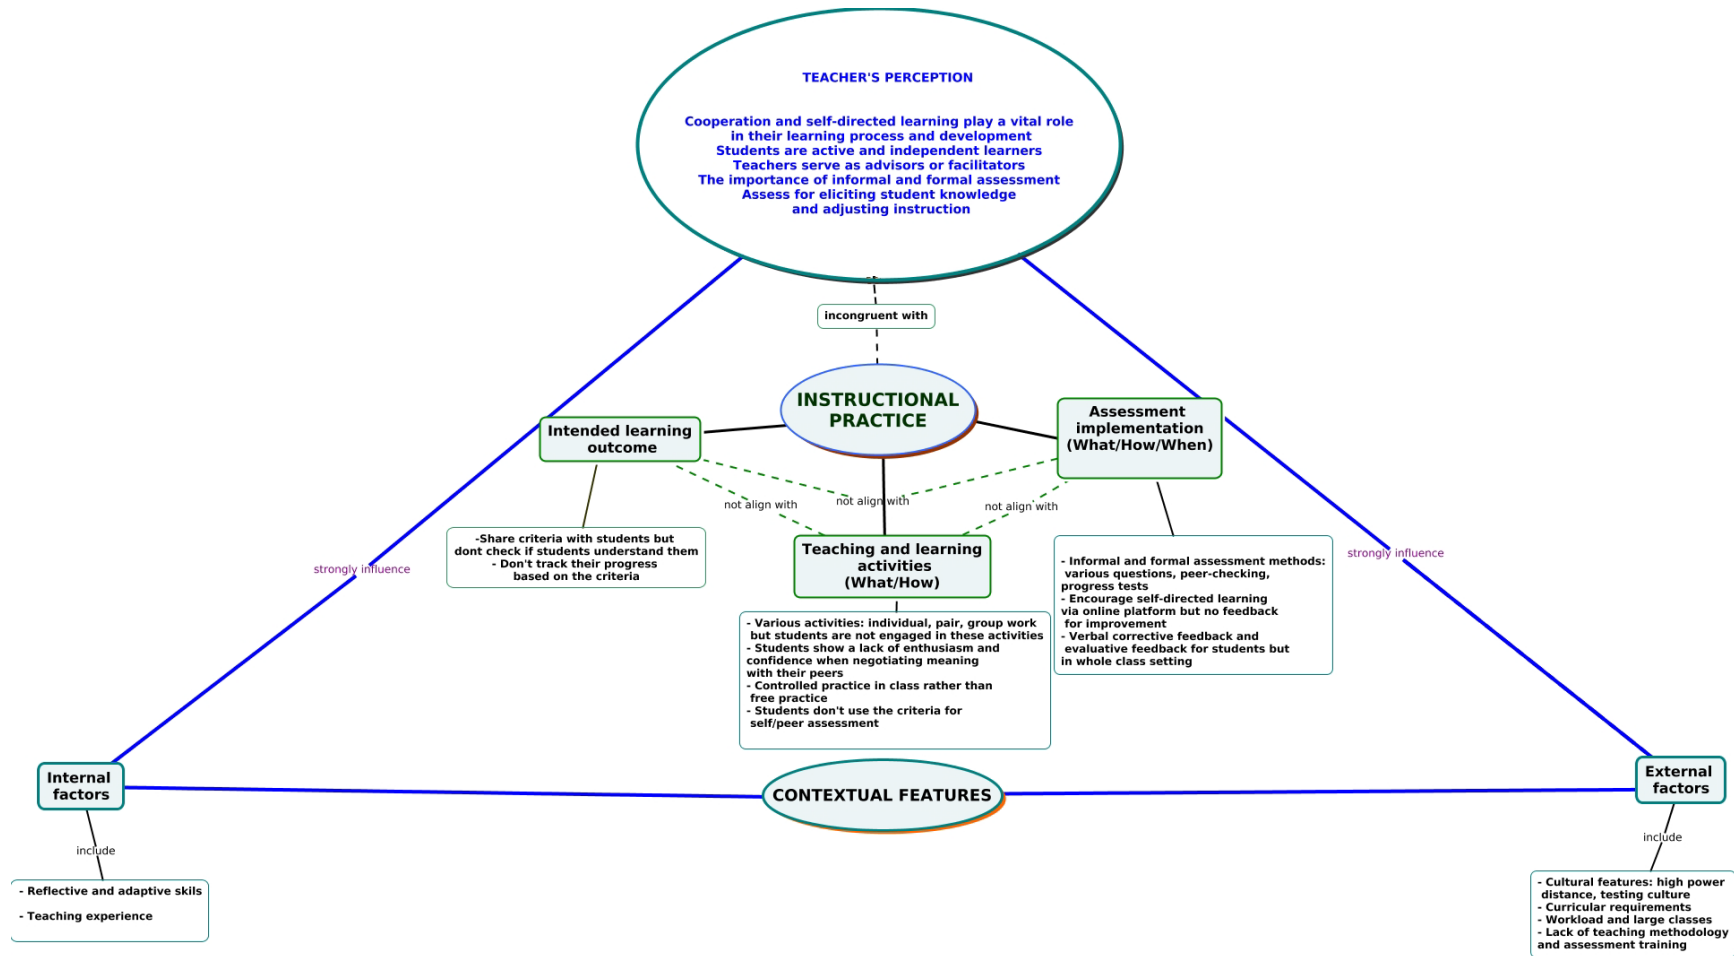 TEACHER'S PERCEPTION
Cooperation and self-directed learning play a vital role
in their learning process and development
Students are active and independent learners
Teachers serve as advisors or facilitators
The importance of informal and formal assessment
Assess for eliciting student knowledge
and adjusting instruction
incongruent with
INSTRUCTIONAL
PRACTICE
Intended learning
outcome
Assessment
implementation
(What/How/When)
not align with
not align with
not align with
-Share criteria with students but
dont check if students understand them
- Don't track their progress
based on the criteria
Teaching and learning
activities
(What/How)
- Informal and formal assessment methods:
various questions, peer-checking,
progress tests
- Encourage self-directed learning
via online platform but no feedback
for improvement
- Verbal corrective feedback and
evaluative feedback for students but
in whole class setting
strongly influence
strongly influence
- Various activities: individual, pair, group work
but students are not engaged in these activities
- Students show a lack of enthusiasm and
confidence when negotiating meaning
with their peers
- Controlled practice in class rather than
free practice
- Students don't use the criteria for
self/peer assessment
Internal
factors
CONTEXTUAL FEATURES
External
factors
include
include
- Reflective and adaptive skils
- Teaching experience
- Cultural features: high power
distance, testing culture
- Curricular requirements
- Workload and large classes
- Lack of teaching methodology
and assessment training